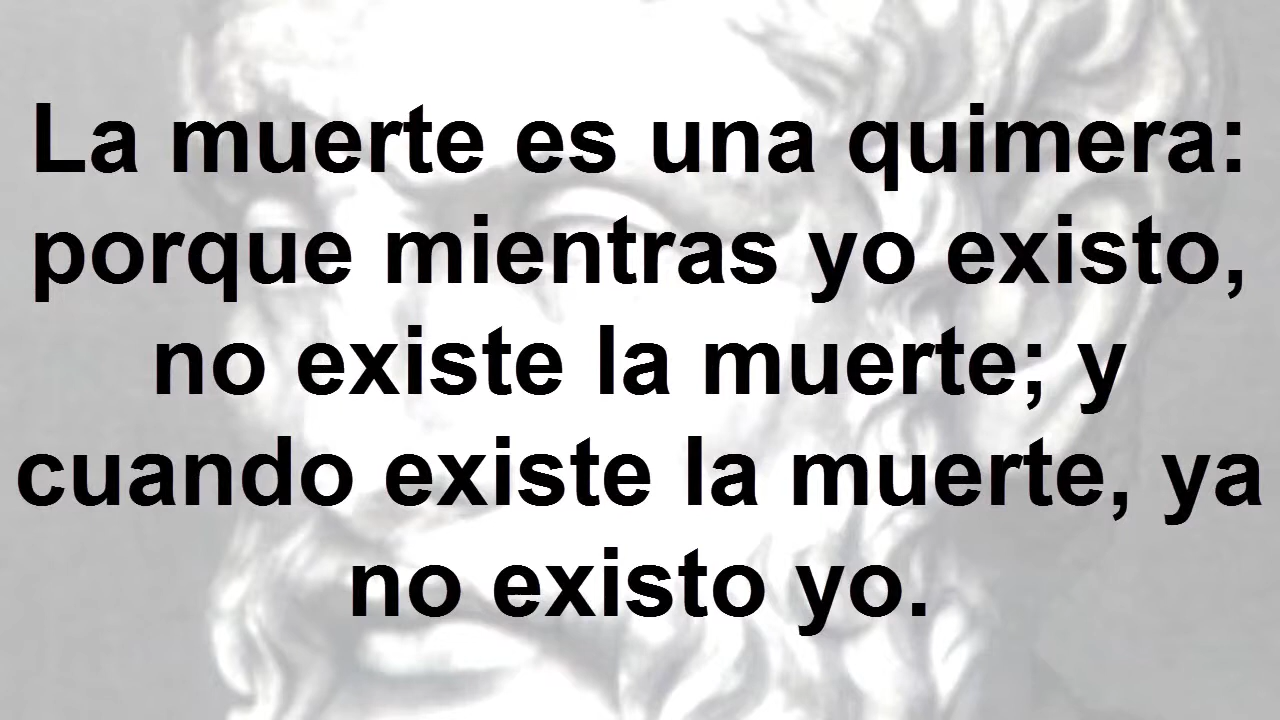 La muerte es una quimera:
porque mientras yo existo,
no existe la muerte; y
cuando existe la muerte, ya
no existo yo.